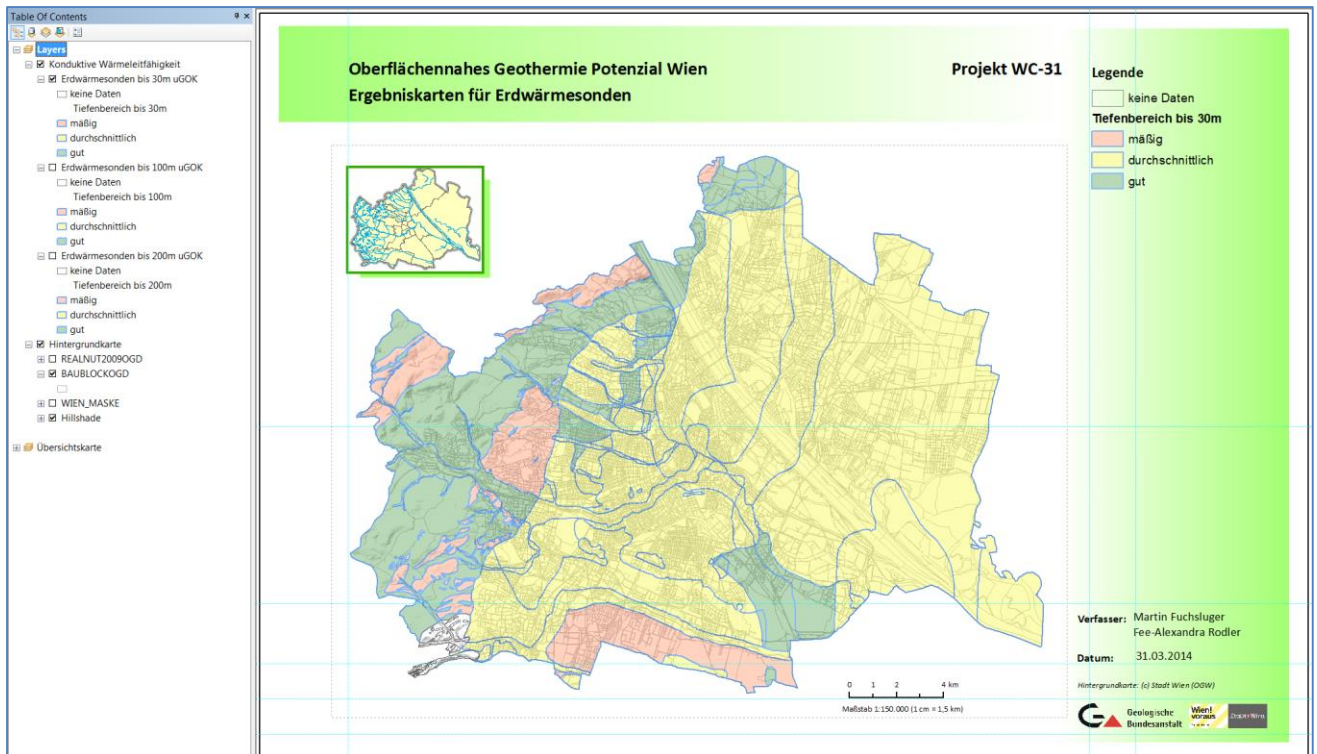 Table Of Contents
Layers
Konduktive Wärmeleitfähigkeit
Erdwärmesonden bis 30m uGOK
keine Daten
Tiefenbereich bis 30m
mäßig
durchschnittlich
gut
Erdwärmesonden bis 100m uGOK
keine Daten
Tiefenbereich bis 100m
mäßig
durchschnittlich
gut
Erdwärmesonden bis 200m uGOK
keine Daten
Tiefenbereich bis 200m
mäßig
durchschnittlich
gut
Hintergrundkarte
REALNUT2009OGD
BAUBLOCKOGD
WIEN_MASKE
Hillshade
Übersichtskarte
Oberflächennahes Geothermie Potenzial Wien
Ergebniskarten für Erdwärmesonden
Projekt WC-31
Legende
keine Daten
Tiefenbereich bis 30m
mäßig
durchschnittlich
gut
0 1 2 4 km
Maßstab 1:150.000 (1 cm = 1,5 km)
Verfasser: Martin Fuchsluger
Fee-Alexandra Rodler
Datum: 31.03.2014
Hintergrundkarte: (c) Stadt Wien (OGW)
Geologische
Bundesanstalt
Wien!
voraus